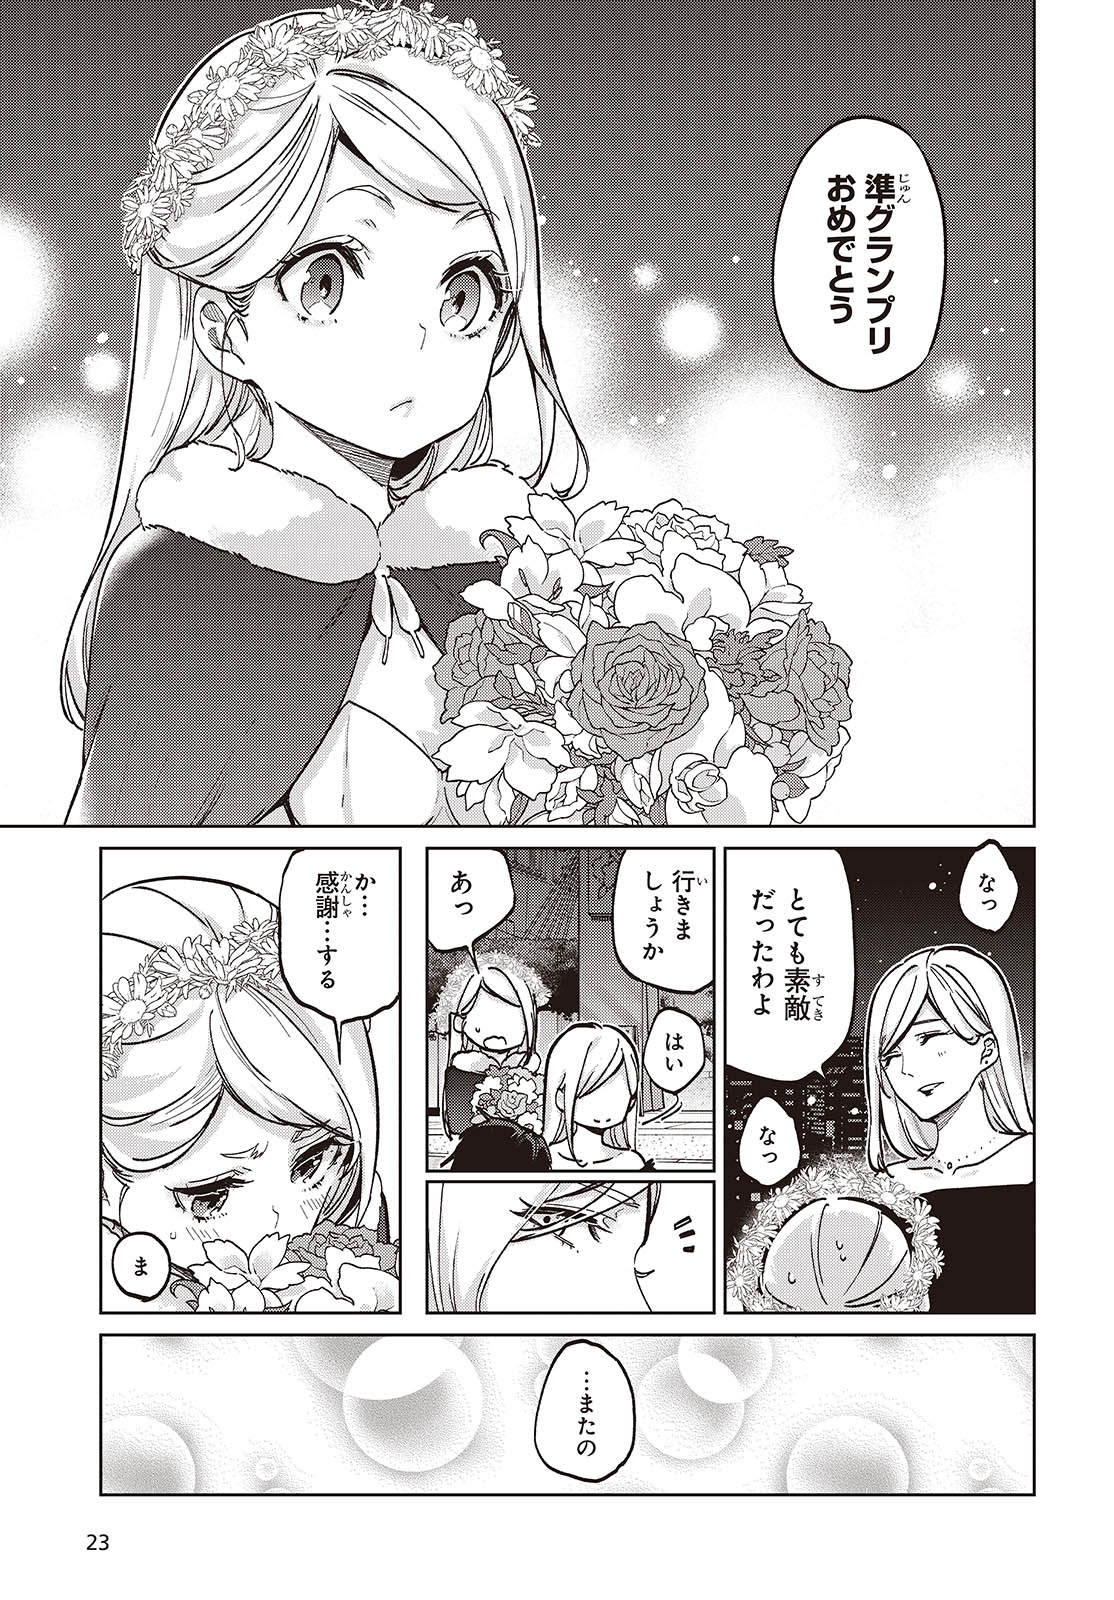 準グランプリ
おめでとう
なっ
とても素敵
だったわよ
なっ
行きま
しょうか
はい
あっ
か…
感謝…する
ま
…またの
23